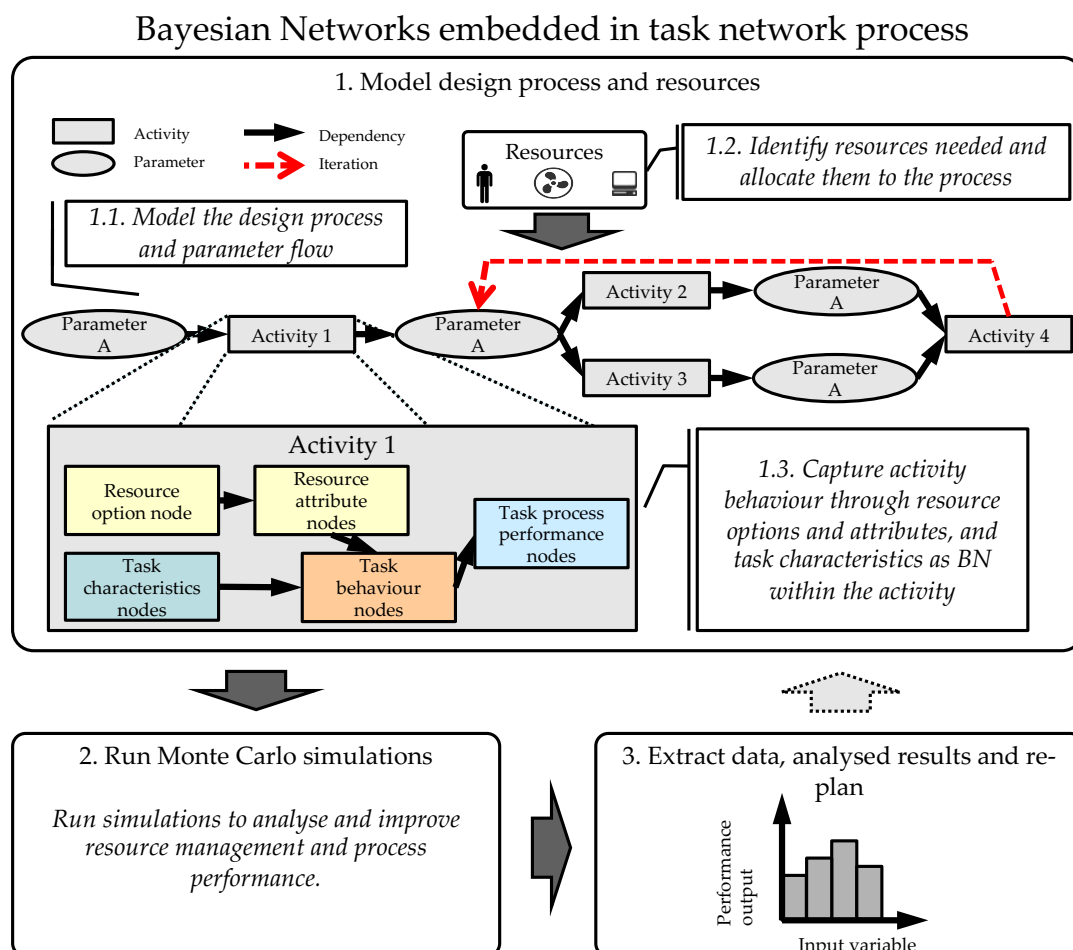 Bayesian Networks embedded in task network process
1. Model design process and resources
Activity
Dependency
Parameter
Iteration
Resources
1.2. Identify resources needed and
allocate them to the process
1.1. Model the design process
and parameter flow
Parameter
A
Activity 1
Parameter
A
Activity 2
Parameter
A
Activity 3
Parameter
A
Activity 4
Activity 1
Resource
option node
Resource
attribute
nodes
Task process
performance
nodes
Task
characteristics
nodes
Task
behaviour
nodes
1.3. Capture activity
behaviour through resource
options and attributes, and
task characteristics as BN
within the activity
2. Run Monte Carlo simulations
Run simulations to analyse and improve
resource management and process
performance.
3. Extract data, analysed results and re-
plan
Performance
output
Input variable